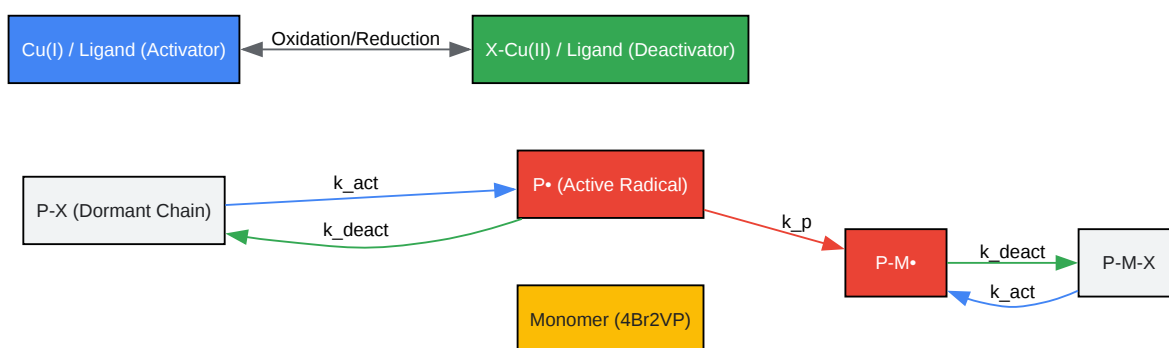 Cu(I) / Ligand (Activator)
Oxidation/Reduction
X-Cu(II) / Ligand (Deactivator)
P-X (Dormant Chain)
k_act
k_deact
P• (Active Radical)
k_p
P-M•
k_deact
k_act
P-M-X
Monomer (4Br2VP)